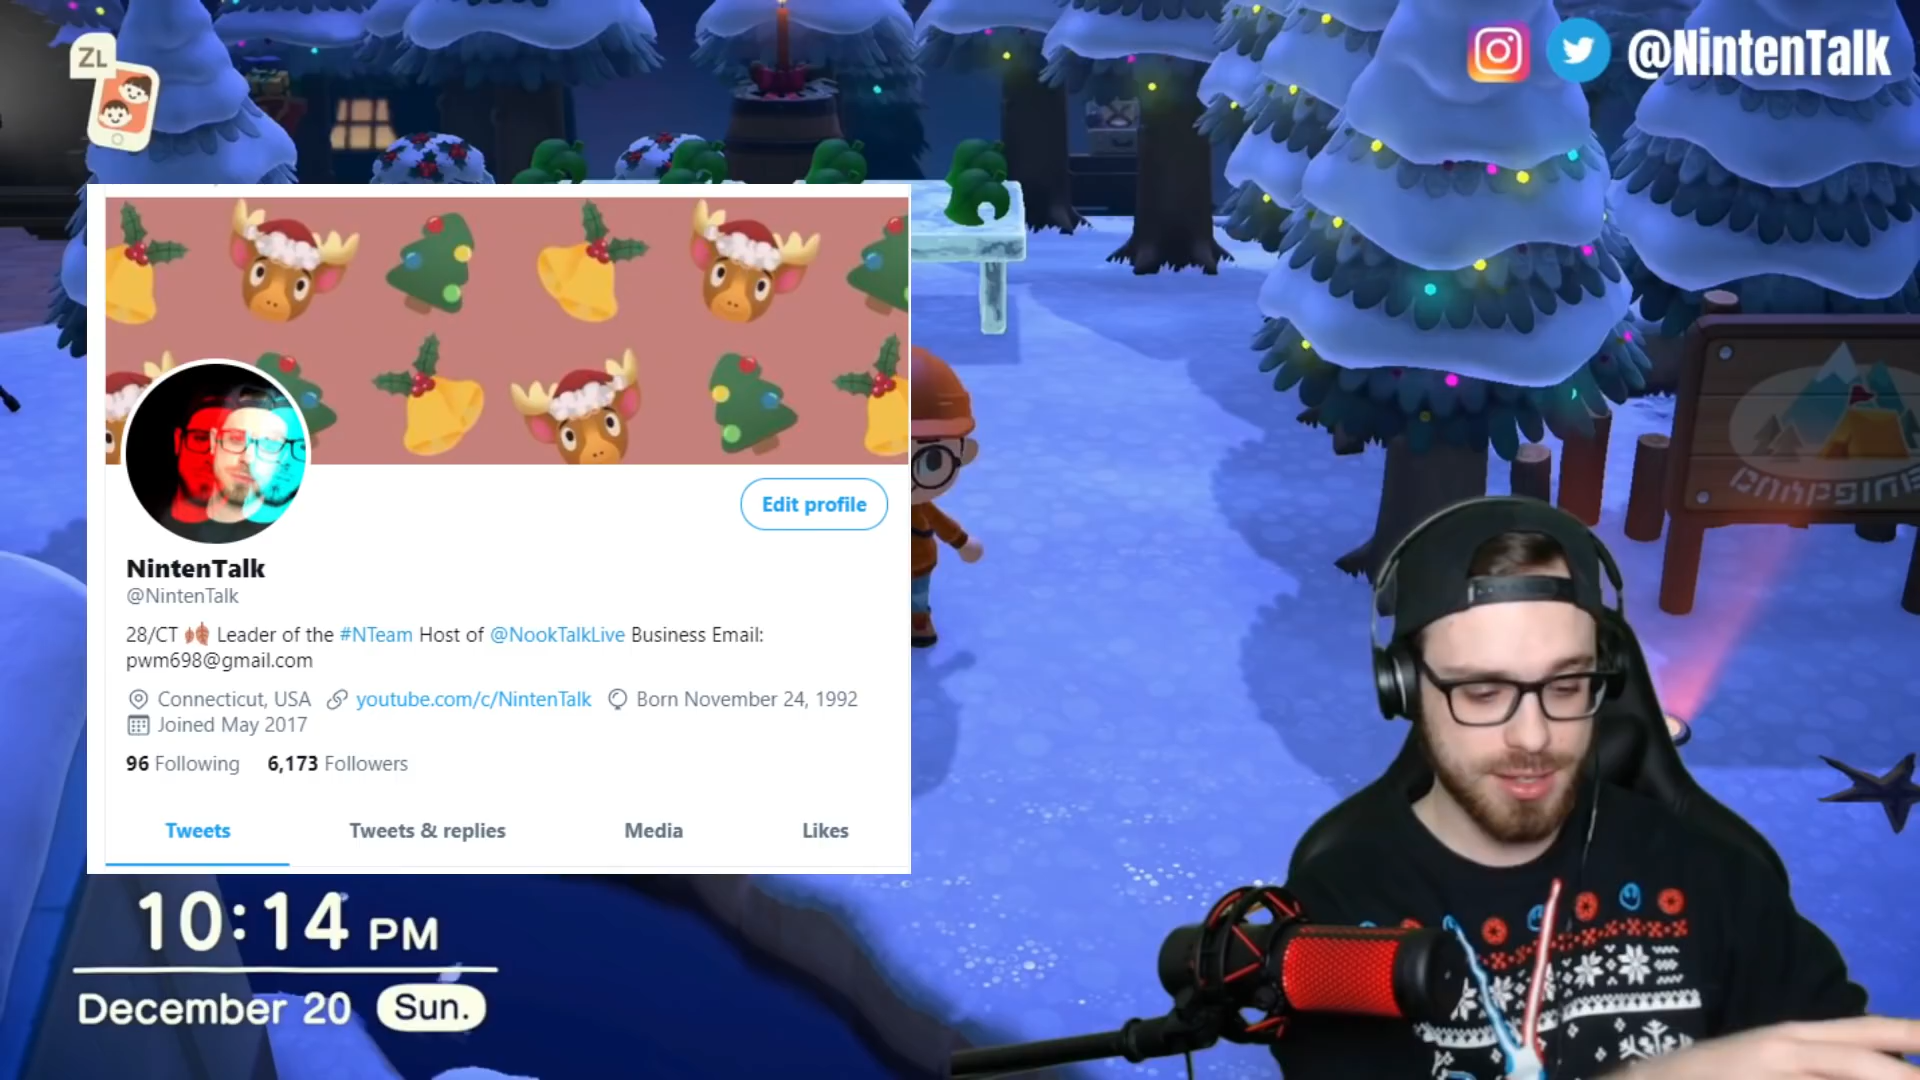 ZL
@NintenTalk
Edit profile
NintenTalk
@NintenTalk
28/CT 🍂 Leader of the #NTeam Host of @NookTalkLive Business Email:
pwm698@gmail.com
Connecticut, USA youtube.com/c/NintenTalk Born November 24, 1992
Joined May 2017
96 Following 6,173 Followers
Tweets Tweets & replies Media Likes
10:14 PM
December 20 Sun.